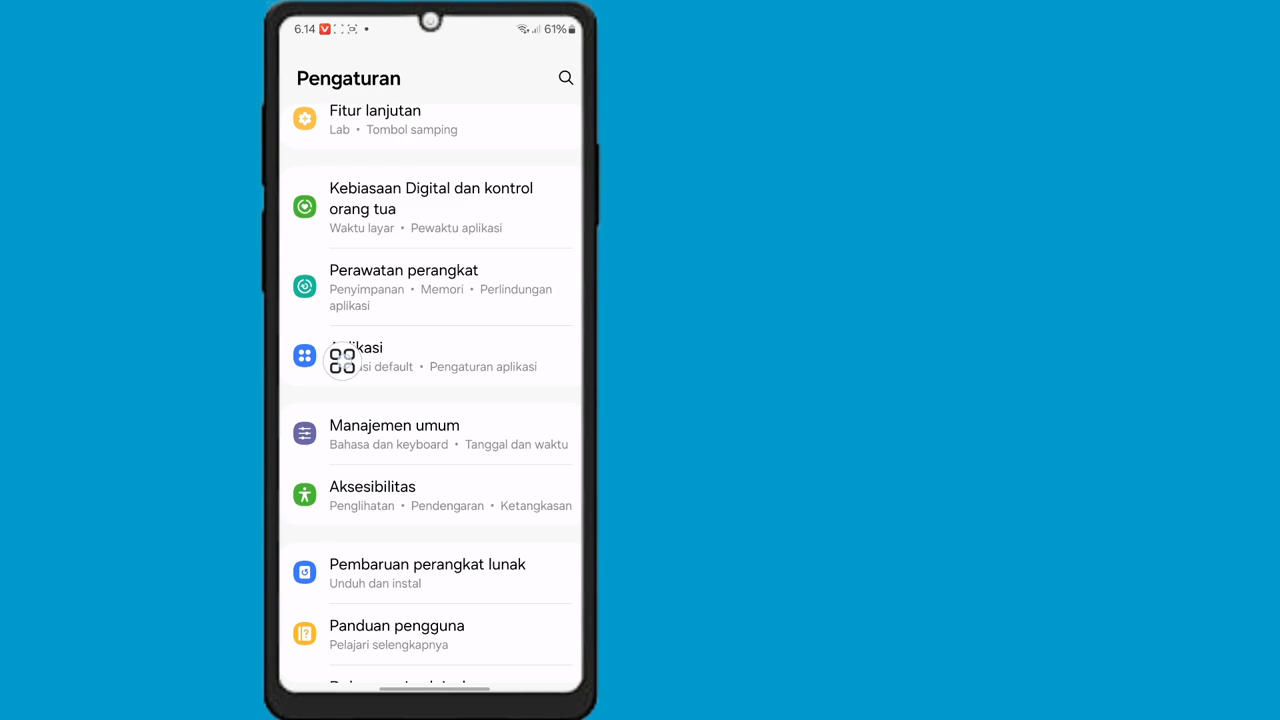 6.14
61%
Pengaturan
Fitur lanjutan
Lab • Tombol samping
Kebiasaan Digital dan kontrol
orang tua
Waktu layar • Pewaktu aplikasi
Perawatan perangkat
Penyimpanan • Memori • Perlindungan
aplikasi
default • Pengaturan aplikasi
Manajemen umum
Bahasa dan keyboard • Tanggal dan waktu
Aksesibilitas
Penglihatan • Pendengaran • Ketangkasan
Pembaruan perangkat lunak
Unduh dan instal
Panduan pengguna
Pelajari selengkapnya